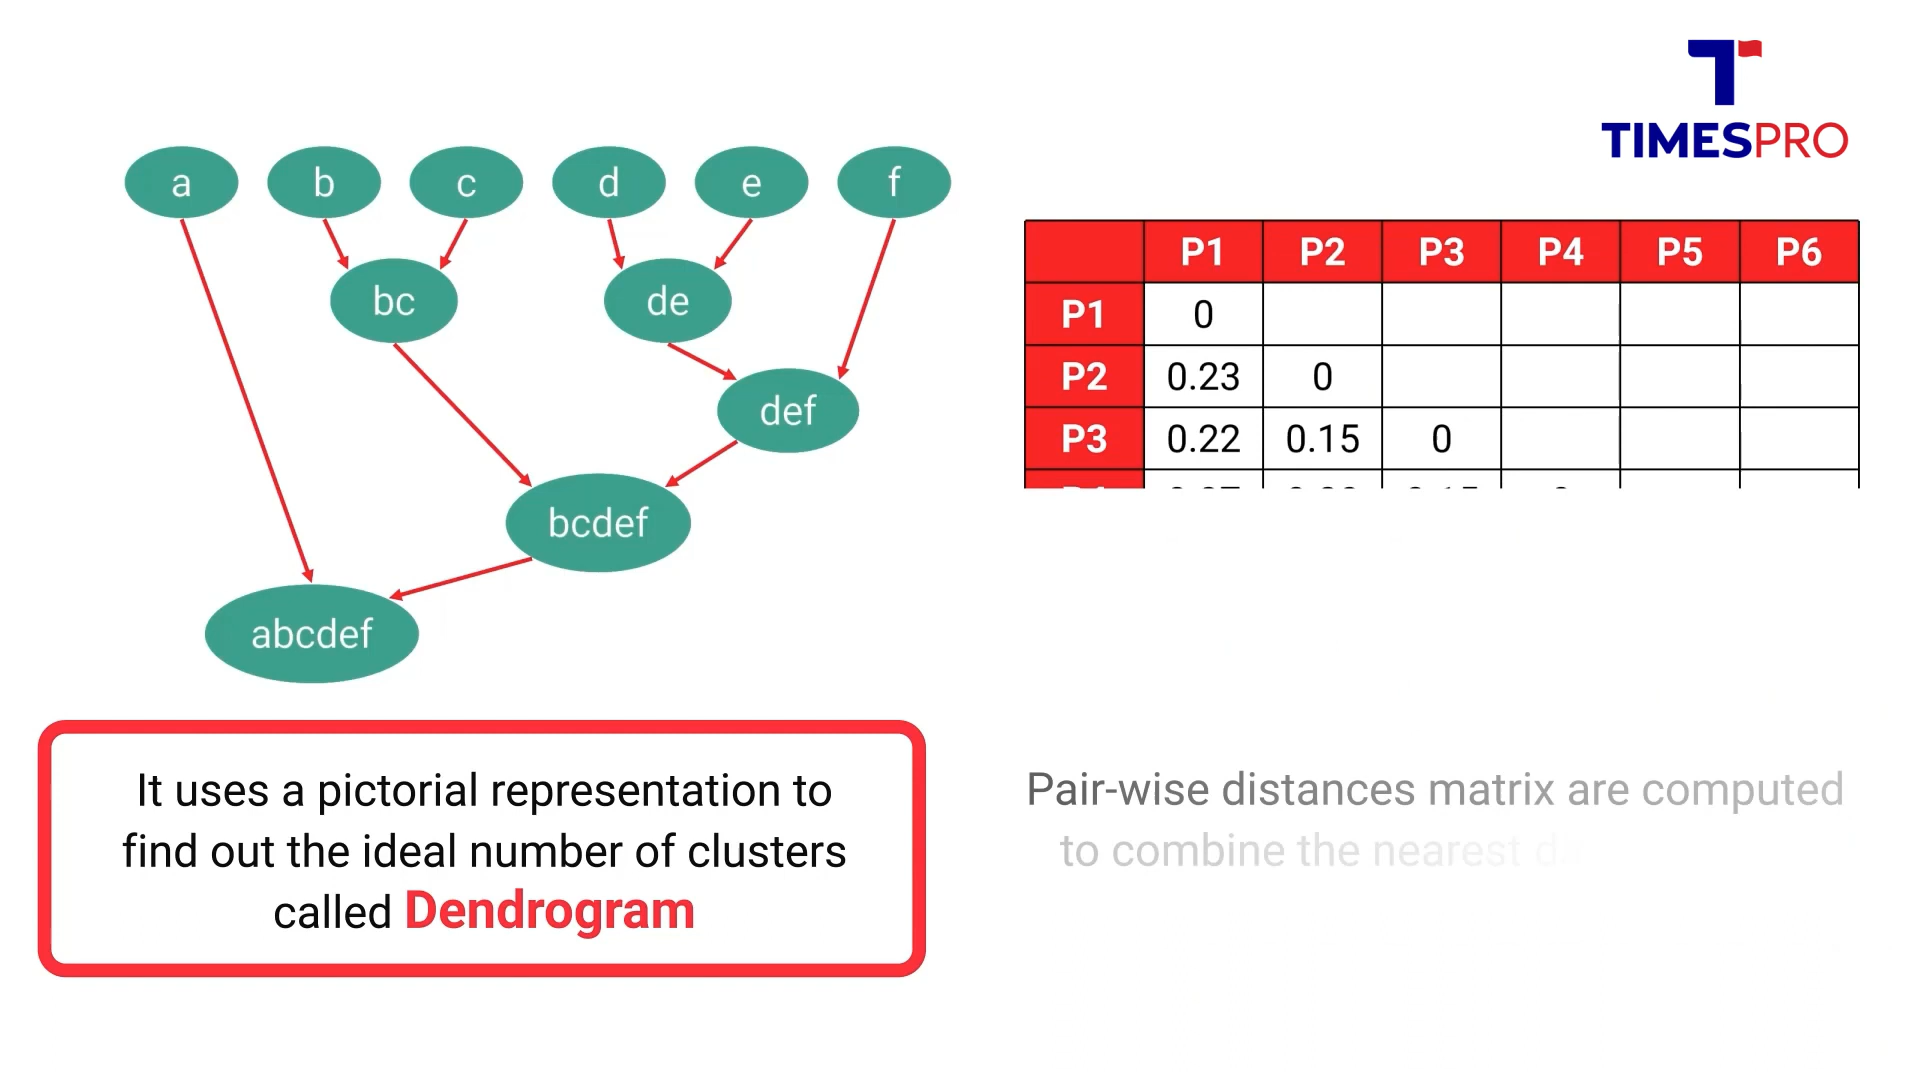 TIMESPRO
a b c d e f
bc de
def
bcdef
abcdef
It uses a pictorial representation to
find out the ideal number of clusters
called Dendrogram
P1 P2 P3 P4 P5 P6
P1 0
P2 0.23 0
P3 0.22 0.15 0
Pair-wise distances matrix are computed
to combine the nearest